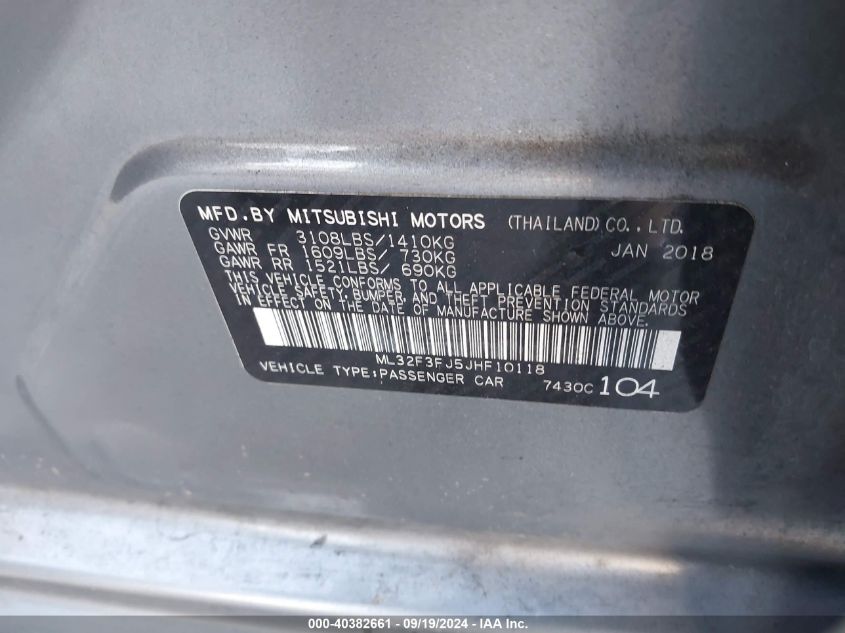 MFD.BY MITSUBISHI MOTORS (THAILAND)CO.,LTD.
GVWR 3108LBS/1410KG JAN 2018
GAWR FR 1609LBS/ 730KG
GAWR RR 1521LBS/ 690KG
THIS VEHICLE CONFORMS TO ALL APPLICABLE FEDERAL MOTOR
VEHICLE SAFETY, BUMPER, AND THEFT PREVENTION STANDARDS
IN EFFECT ON THE DATE OF MANUFACTURE SHOWN ABOVE.
ML32F3FJ5JHF10118
VEHICLE TYPE:PASSENGER CAR 7430C 104
000-40382661 - 09/19/2024 - IAA Holdings, Inc.